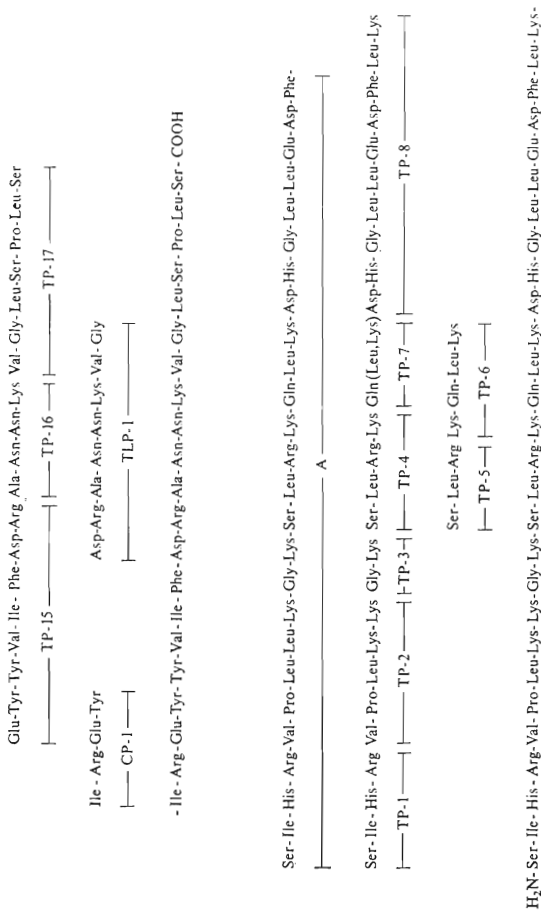 Glu-Tyr-Tyr-Val-Ile-Phe-Asp-Arg Ala-Asn-Asn-Lys Val-Gly-Leu-Ser-Pro-Leu-Ser
TP-15 TP-16 TP-17
Ile-Arg-Glu-Tyr Asp-Arg-Ala-Asn-Asn-Lys-Val-Gly
CP-1 TLP-1
-Ile-Arg-Glu-Tyr-Tyr-Val-Ile-Phe-Asp-Arg-Ala-Asn-Asn-Lys-Val-Gly-Leu-Ser-Pro-Leu-Ser-COOH
Ser-Ile-His-Arg-Val-Pro-Leu-Leu-Lys-Gly-Lys-Ser-Leu-Arg-Lys-Gln-Leu-Lys-Asp-His-Gly-Leu-Leu-Glu-Asp-Phe-
A
Ser-Ile-His-Arg Val-Pro-Leu-Lys-Lys Gly-Lys Ser-Leu-Arg-Lys Gln(Leu,Lys)Asp-His-Gly-Leu-Leu-Glu-Asp-Phe-Leu-Lys
TP-1 TP-2 TP-3 TP-4 TP-7 TP-8
Ser-Leu-Arg Lys-Gln-Leu-Lys
TP-5 TP-6
H₂N-Ser-Ile-His-Arg-Val-Pro-Leu-Lys-Lys-Gly-Lys-Ser-Leu-Arg-Lys-Gln-Leu-Lys-Asp-His-Gly-Leu-Leu-Glu-Asp-Phe-Leu-Lys-